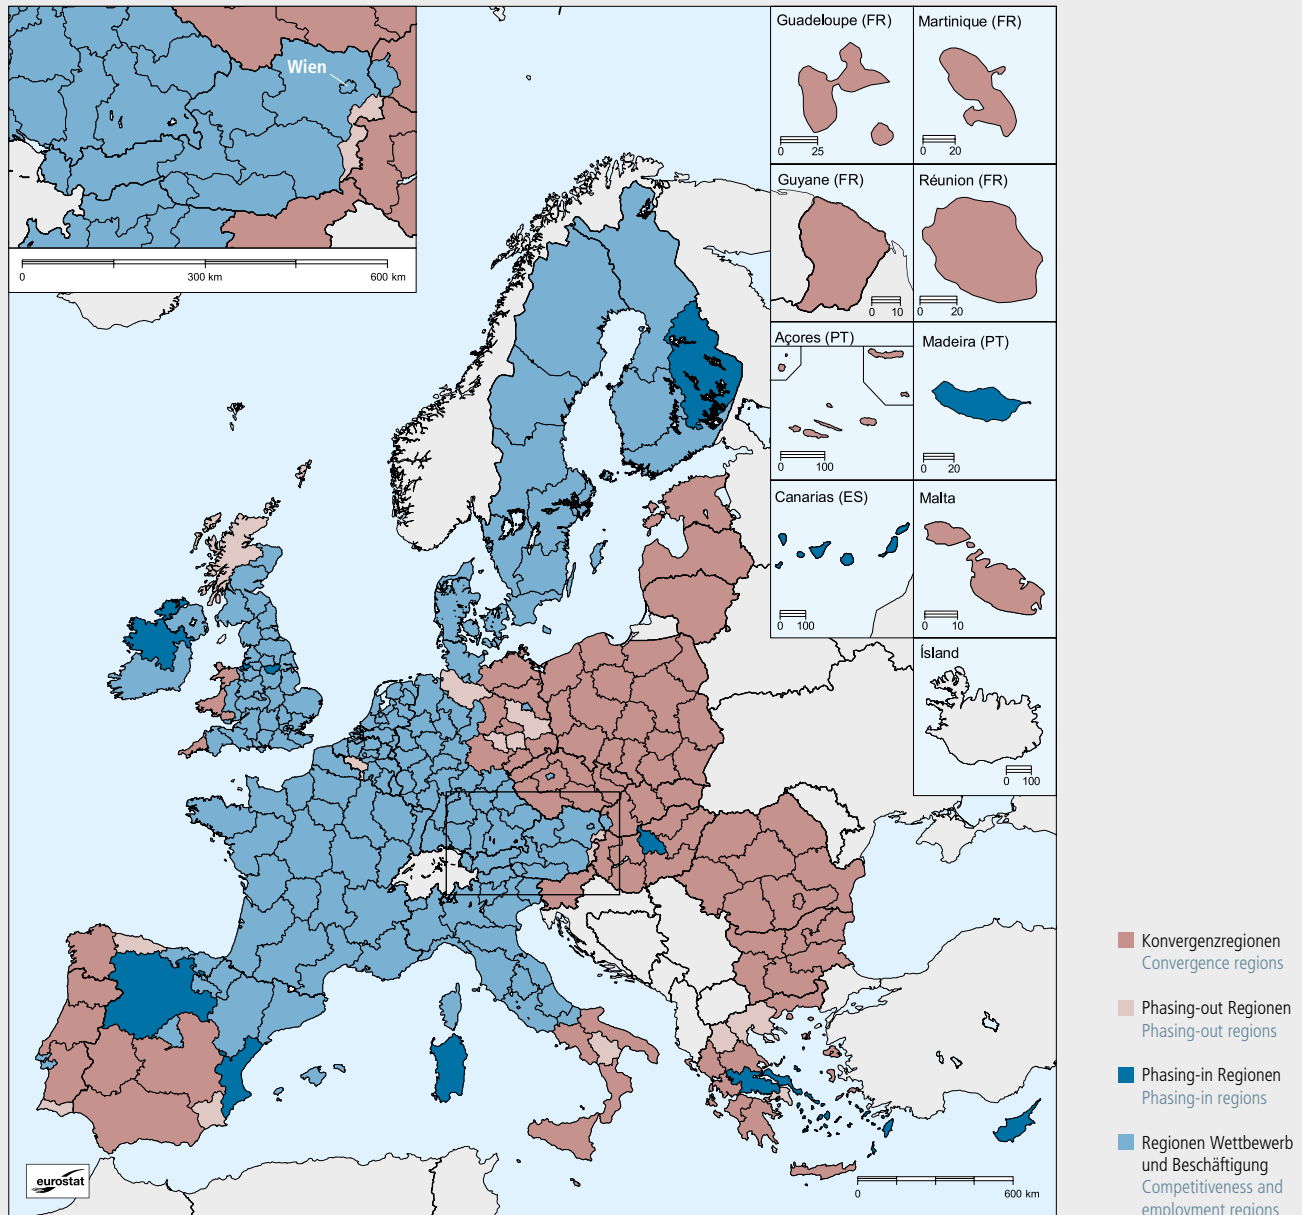 Wien
0 300 km 600 km
Guadeloupe (FR)
0 25
Martinique (FR)
0 20
Guyane (FR)
0 10
Réunion (FR)
0 20
Açores (PT)
0 100
Madeira (PT)
0 20
Canarias (ES)
0 100
Malta
0 10
Ísland
0 100
Konvergenzregionen
Convergence regions
Phasing-out Regionen
Phasing-out regions
Phasing-in Regionen
Phasing-in regions
Regionen Wettbewerb
und Beschäftigung
Competitiveness and
employment regions
eurostat
0 600 km